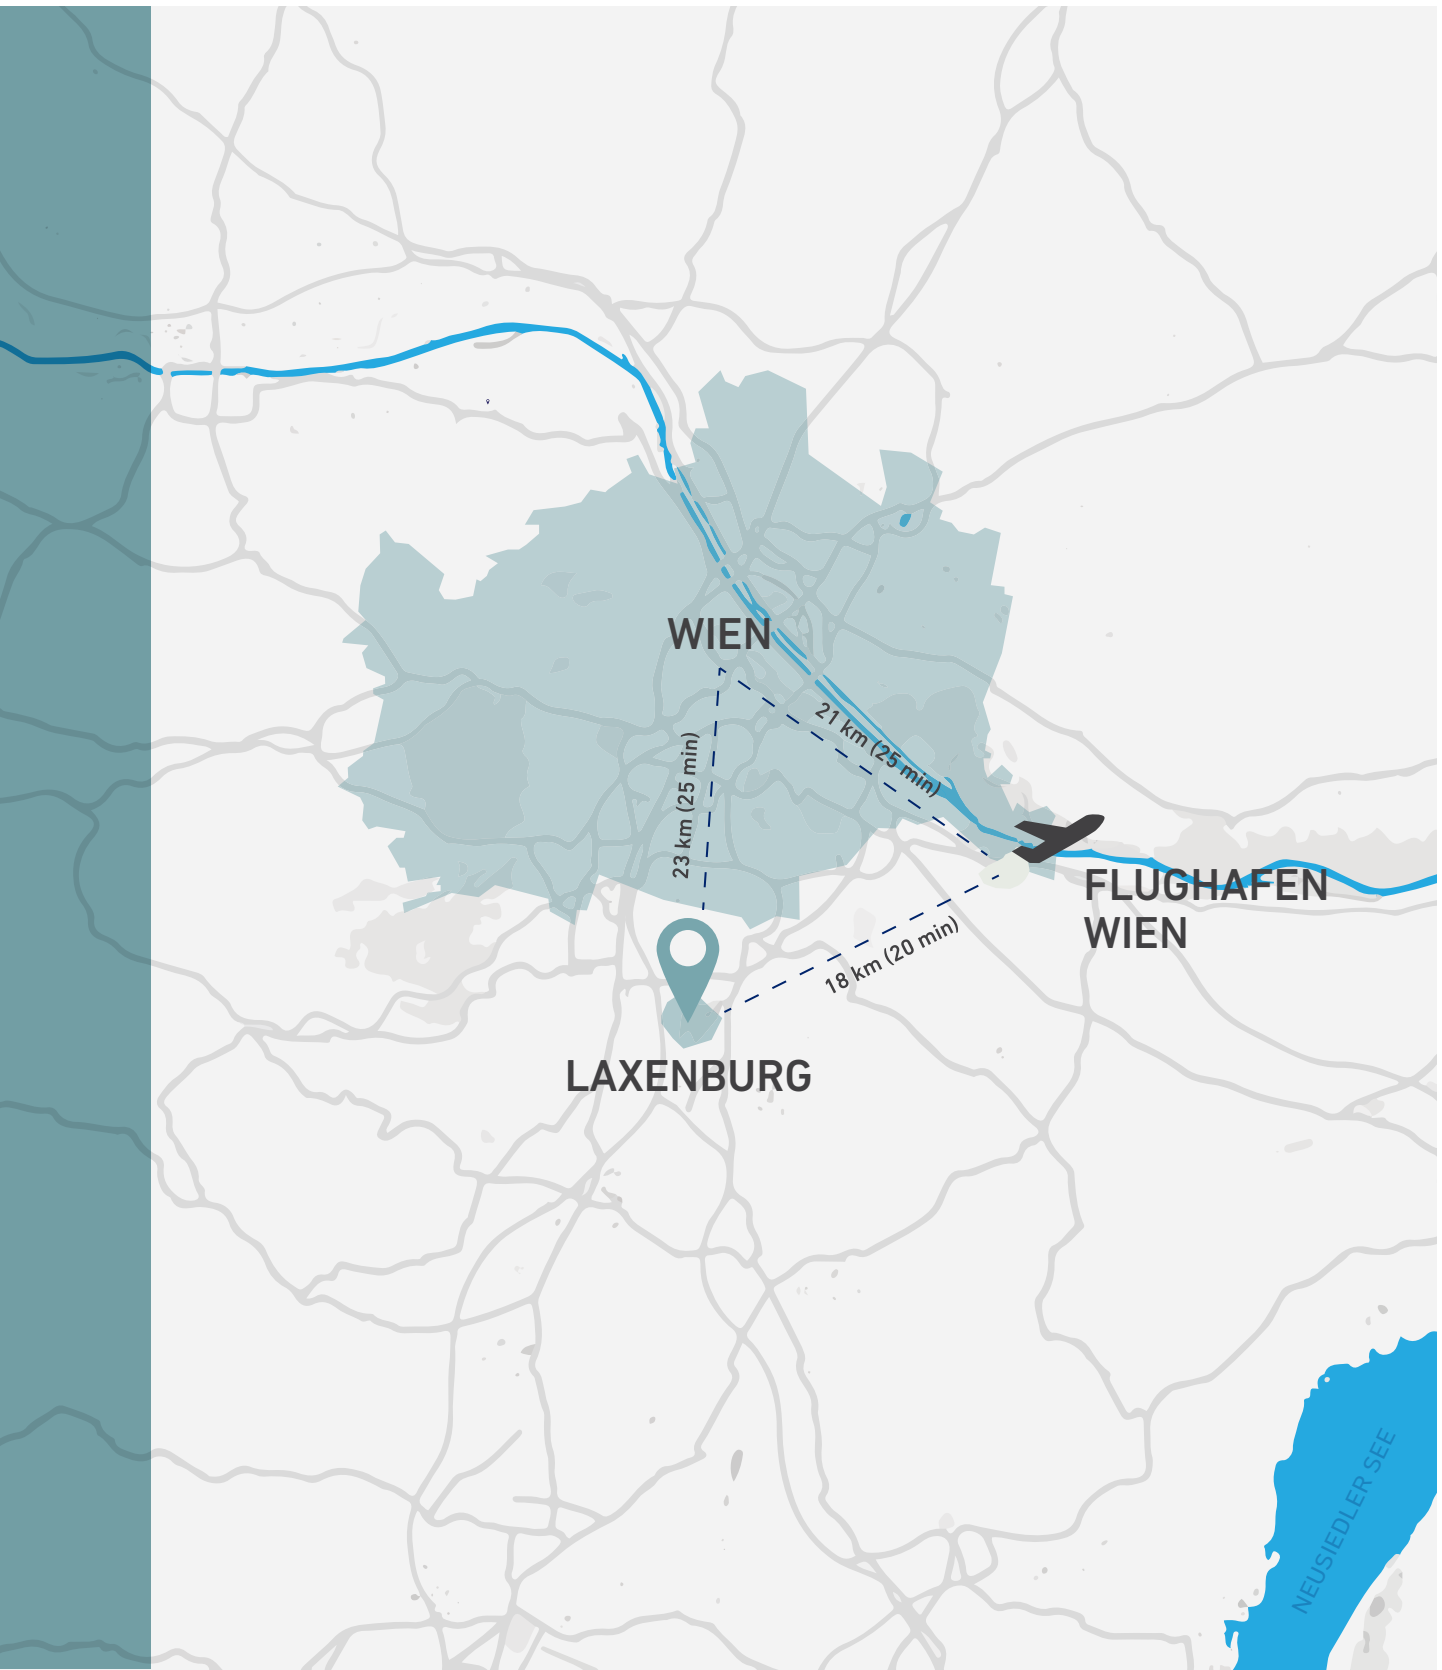 WIEN
21 km (25 min)
23 km (25 min)
FLUGHAFEN
WIEN
18 km (20 min)
LAXENBURG
NEUSIEDLER SEE